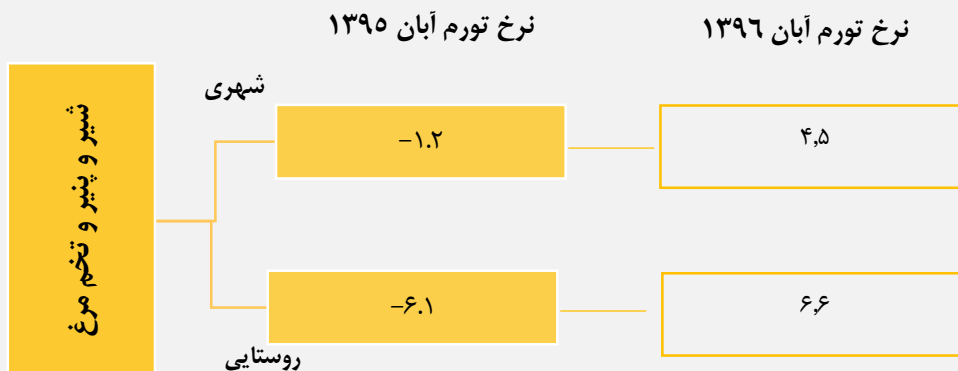 نرخ تورم آبان ۱۳۹۶
نرخ تورم آبان ۱۳۹۵
شیر و پنیر و تخم مرغ
شهری
−۱.۲
۴٫۵
روستایی
−۶.۱
۶٫۶